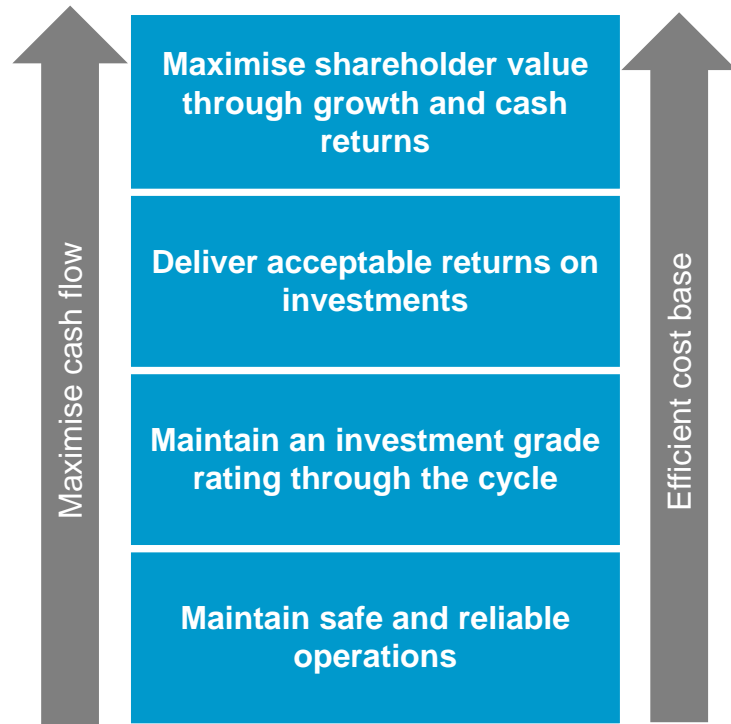 Maximise shareholder value
through growth and cash
returns
Deliver acceptable returns on
investments
Maintain an investment grade
rating through the cycle
Maintain safe and reliable
operations
Maximise cash flow
Efficient cost base